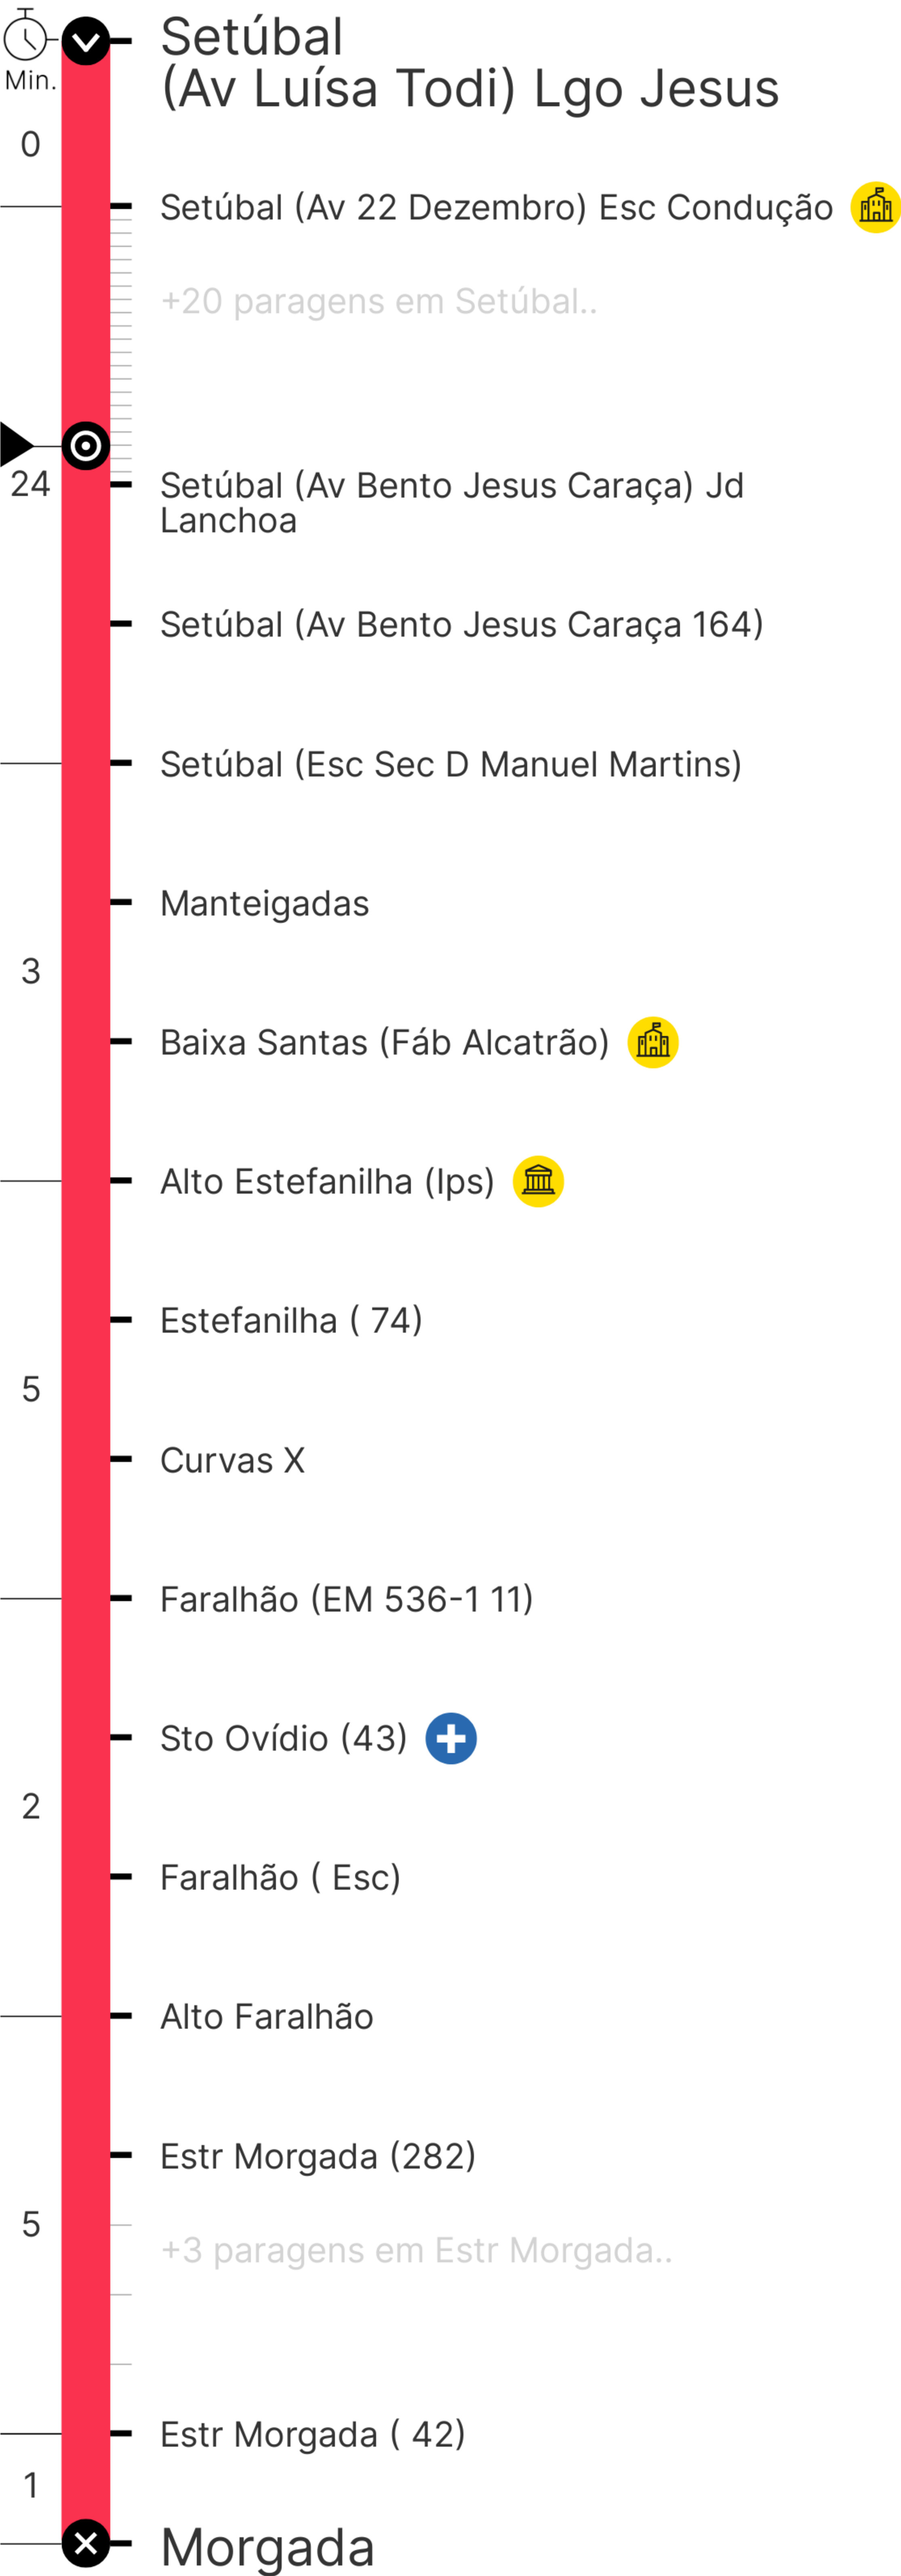 Setúbal
(Av Luísa Todi) Lgo Jesus
Min.
0
Setúbal (Av 22 Dezembro) Esc Condução
+20 paragens em Setúbal..
24
Setúbal (Av Bento Jesus Caraça) Jd
Lanchoa
Setúbal (Av Bento Jesus Caraça 164)
Setúbal (Esc Sec D Manuel Martins)
Manteigadas
3
Baixa Santas (Fáb Alcatrão)
Alto Estefanilha (Ips)
Estefanilha ( 74)
5
Curvas X
Faralhão (EM 536-1 11)
Sto Ovídio (43)
2
Faralhão ( Esc)
Alto Faralhão
Estr Morgada (282)
5
+3 paragens em Estr Morgada..
Estr Morgada ( 42)
1
Morgada